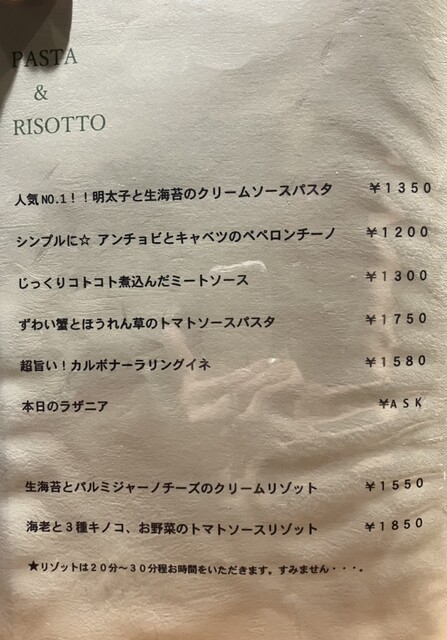 PASTA
&
RISOTTO
人気NO.1！！明太子と生海苔のクリームソースパスタ ￥1350
シンプルに☆ アンチョビとキャベツのペペロンチーノ ￥1200
じっくりコトコト煮込んだミートソース ￥1300
ずわい蟹とほうれん草のトマトソースパスタ ￥1750
超旨い！カルボナーラリングイネ ￥1580
本日のラザニア ￥ASK
生海苔とパルミジャーノチーズのクリームリゾット ￥1550
海老と３種キノコ、お野菜のトマトソースリゾット ￥1850
★リゾットは２０分～３０分程お時間をいただきます。すみません・・・。